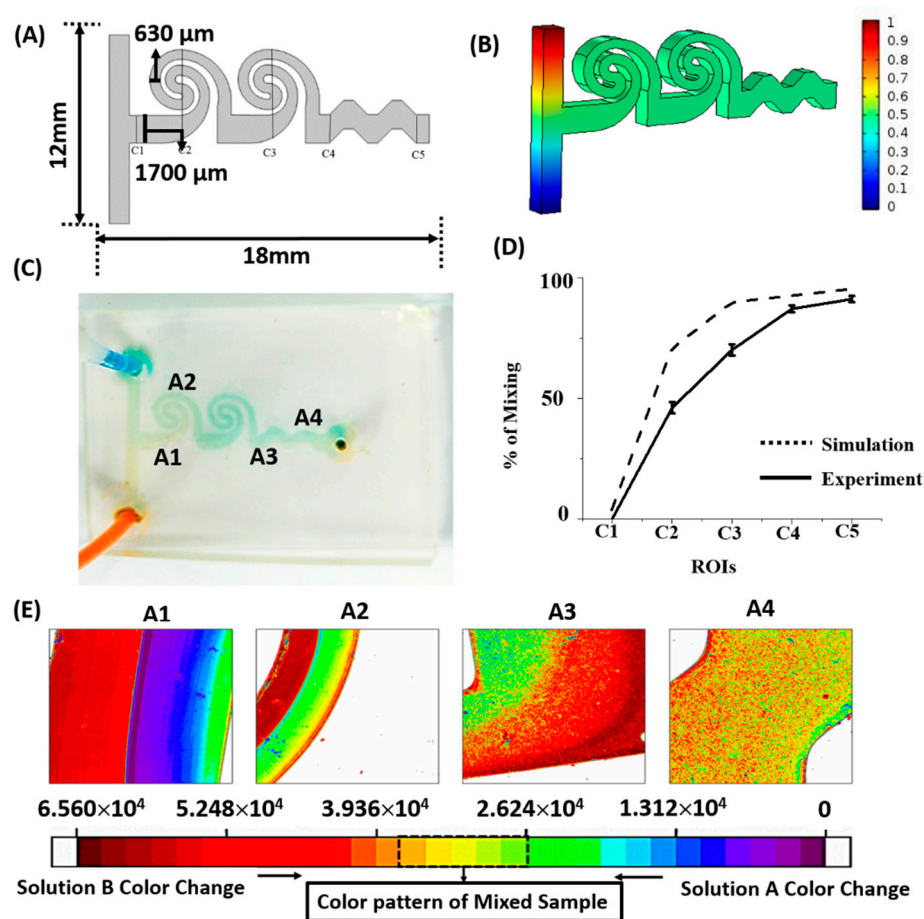 (A)
630 μm
12mm
C1
C2
C3
C4
C5
1700 μm
18mm
(B)
1
0.9
0.8
0.7
0.6
0.5
0.4
0.3
0.2
0.1
0
(C)
A2
A4
A1
A3
(D)
100
50
0
% of Mixing
Simulation
Experiment
C1 C2 C3 C4 C5
ROIs
(E)
A1 A2 A3 A4
6.560×10⁴ 5.248×10⁴ 3.936×10⁴ 2.624×10⁴ 1.312×10⁴ 0
Solution B Color Change
Solution A Color Change
Color pattern of Mixed Sample